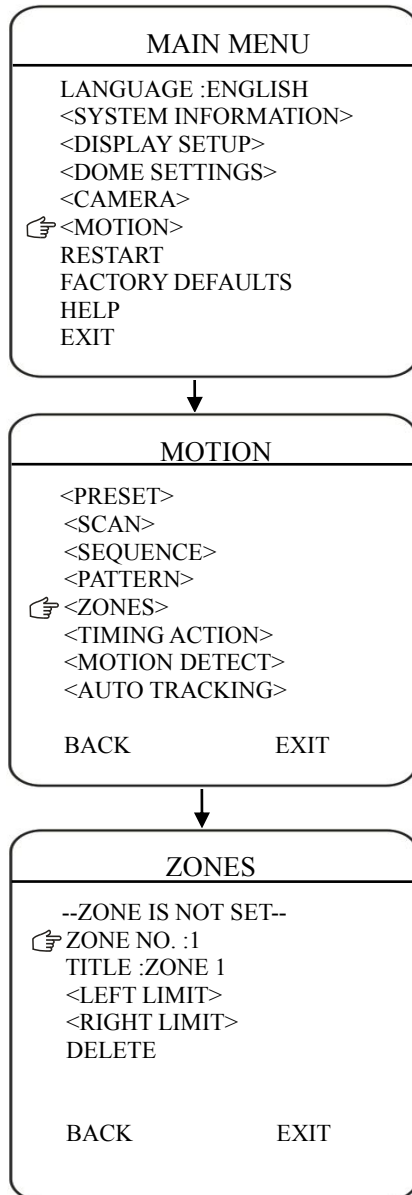 MAIN MENU
LANGUAGE :ENGLISH
<SYSTEM INFORMATION>
<DISPLAY SETUP>
<DOME SETTINGS>
<CAMERA>
<MOTION>
RESTART
FACTORY DEFAULTS
HELP
EXIT
MOTION
<PRESET>
<SCAN>
<SEQUENCE>
<PATTERN>
<ZONES>
<TIMING ACTION>
<MOTION DETECT>
<AUTO TRACKING>
BACK EXIT
ZONES
--ZONE IS NOT SET--
ZONE NO. :1
TITLE :ZONE 1
<LEFT LIMIT>
<RIGHT LIMIT>
DELETE
BACK EXIT